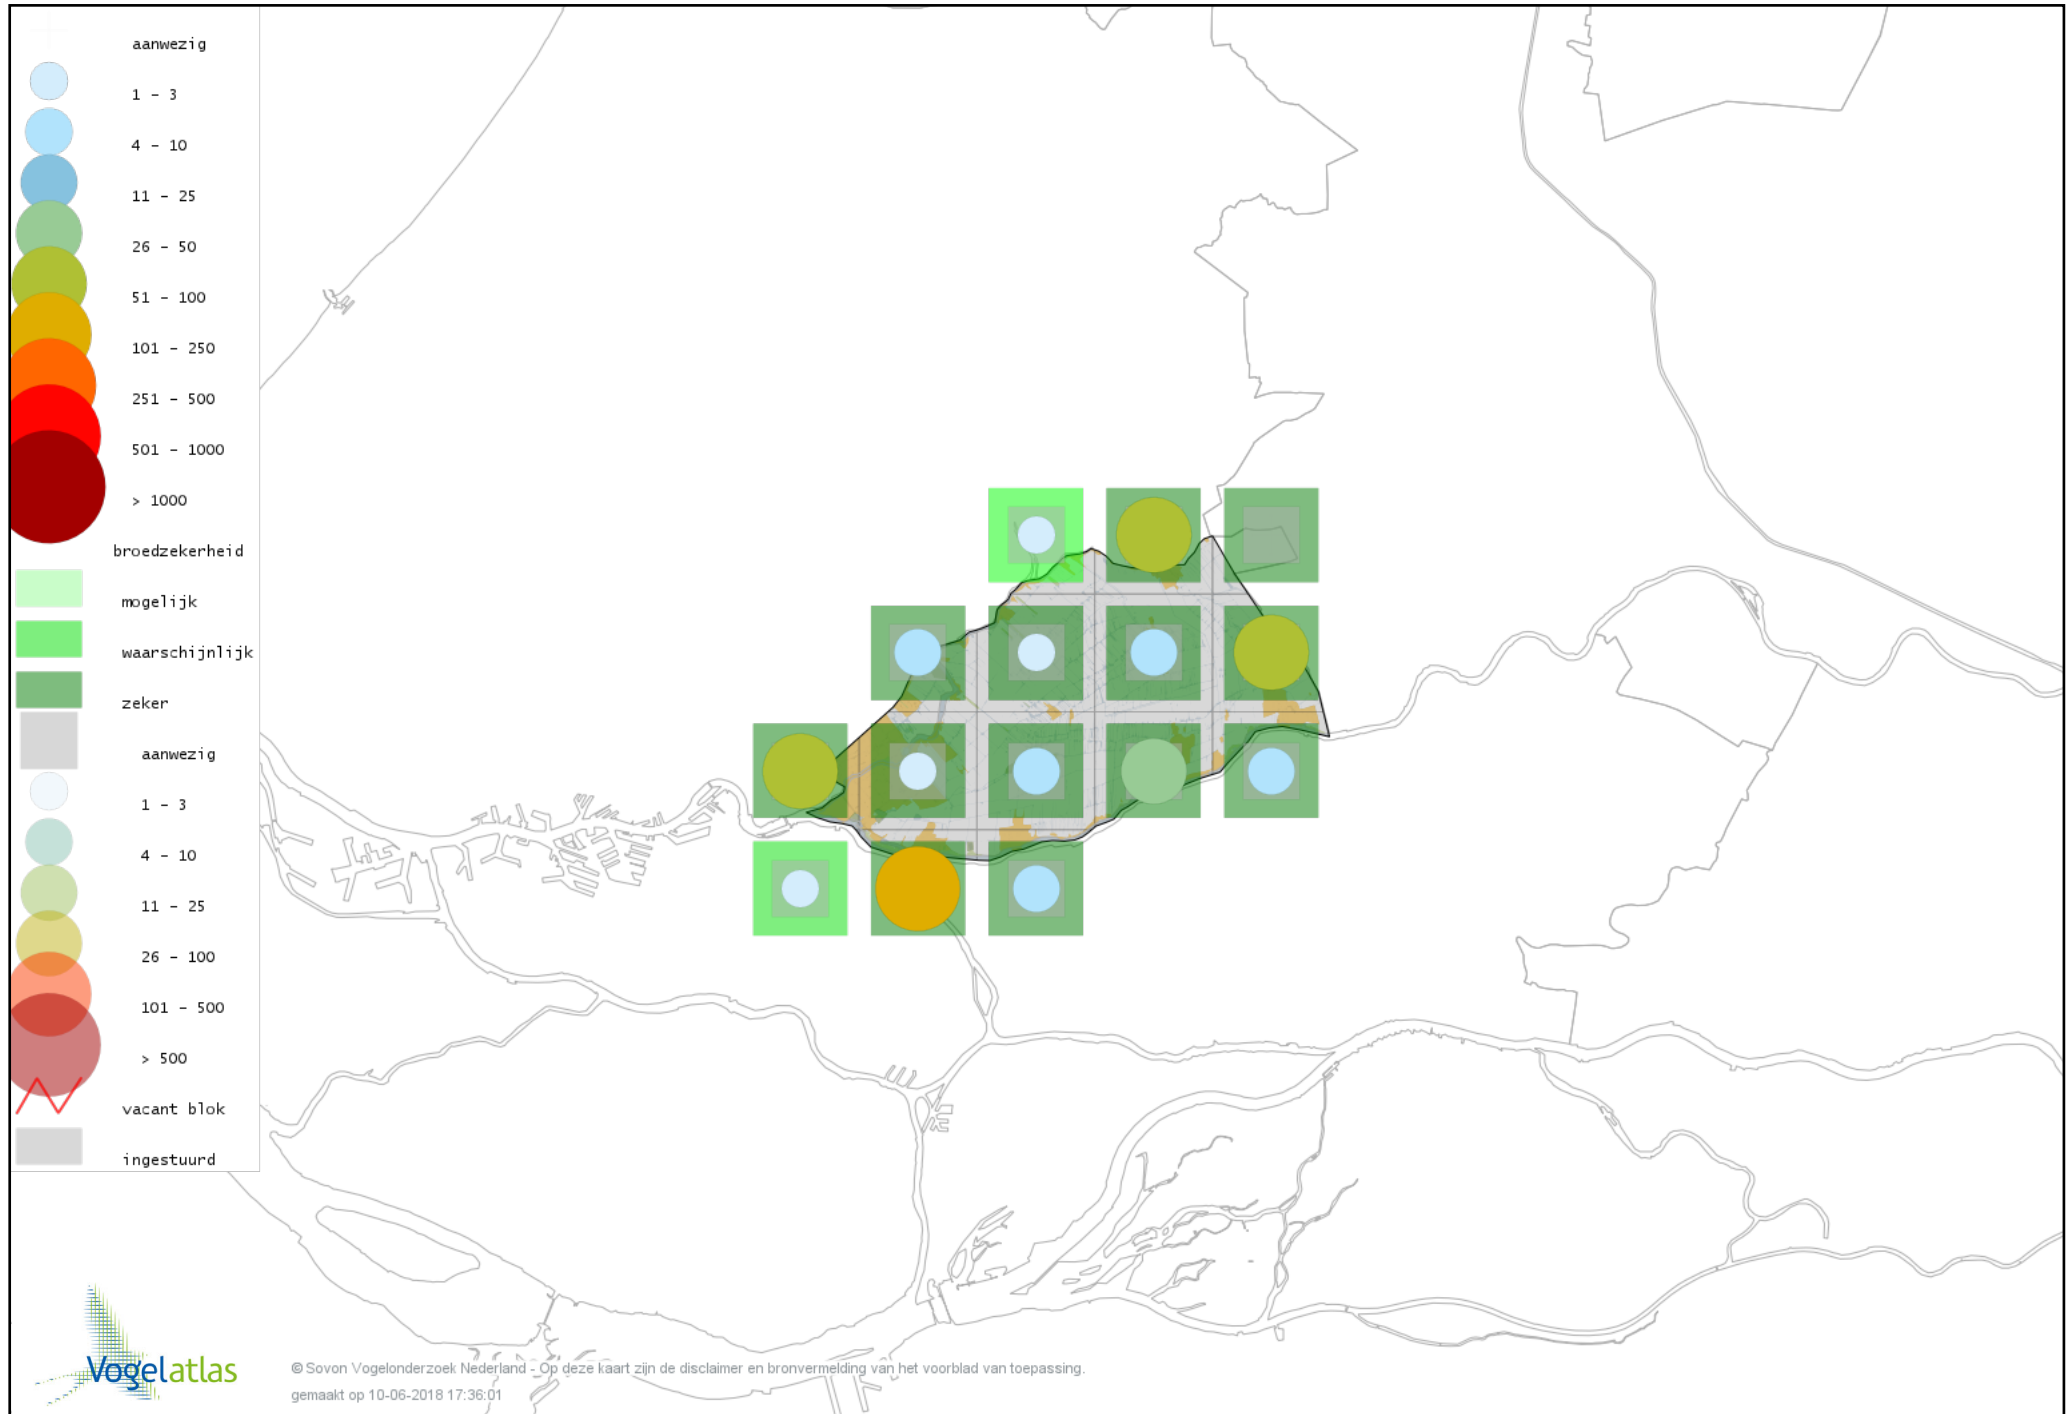 aanwezig
1 - 3
4 - 10
11 - 25
26 - 50
51 - 100
101 - 250
251 - 500
501 - 1000
> 1000
broedzekerheid
mogelijk
waarschijnlijk
zeker
aanwezig
1 - 3
4 - 10
11 - 25
26 - 100
101 - 500
> 500
vacant blok
ingestuurd
Vogelatlas
© Sovon Vogelonderzoek Nederland - Op deze kaart zijn de disclaimer en bronvermelding van het voorblad van toepassing.
gemaakt op 10-06-2018 17:36:01